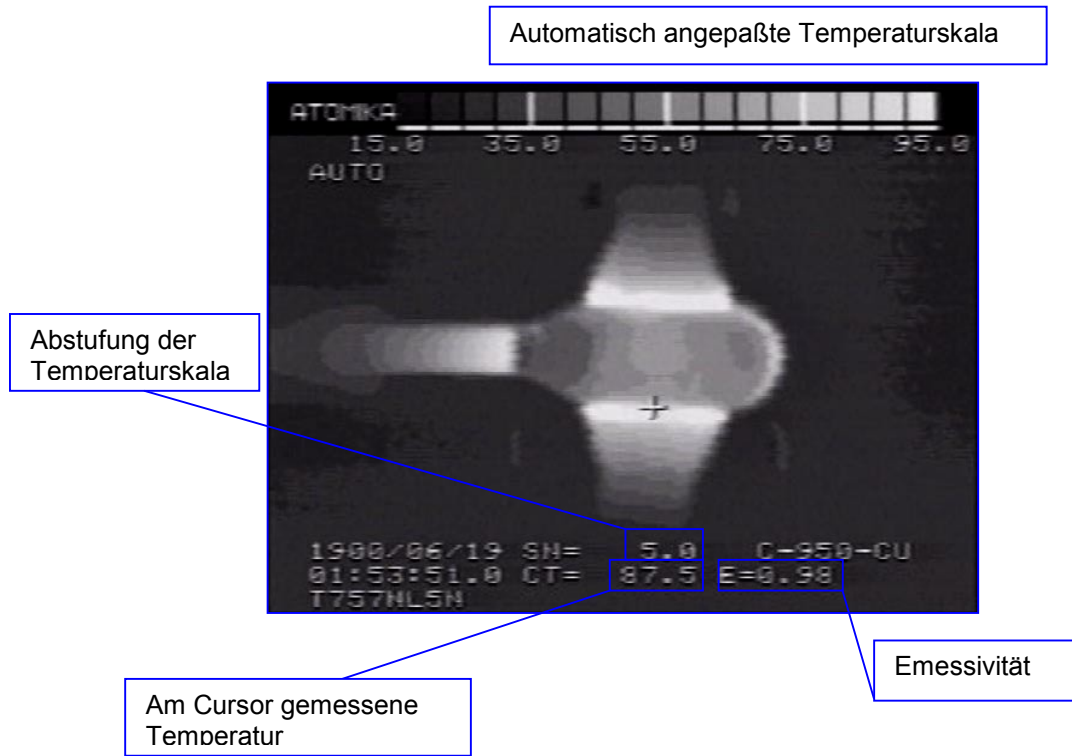 Automatisch angepaßte Temperaturskala
ATOMIKA
15.0 35.0 55.0 75.0 95.0
AUTO
Abstufung der
Temperaturskala
1900/06/19 SN= 5.0 C-950-CU
01:53:51.0 CT= 87.5 E=0.98
T757NL5N
Emessivität
Am Cursor gemessene
Temperatur